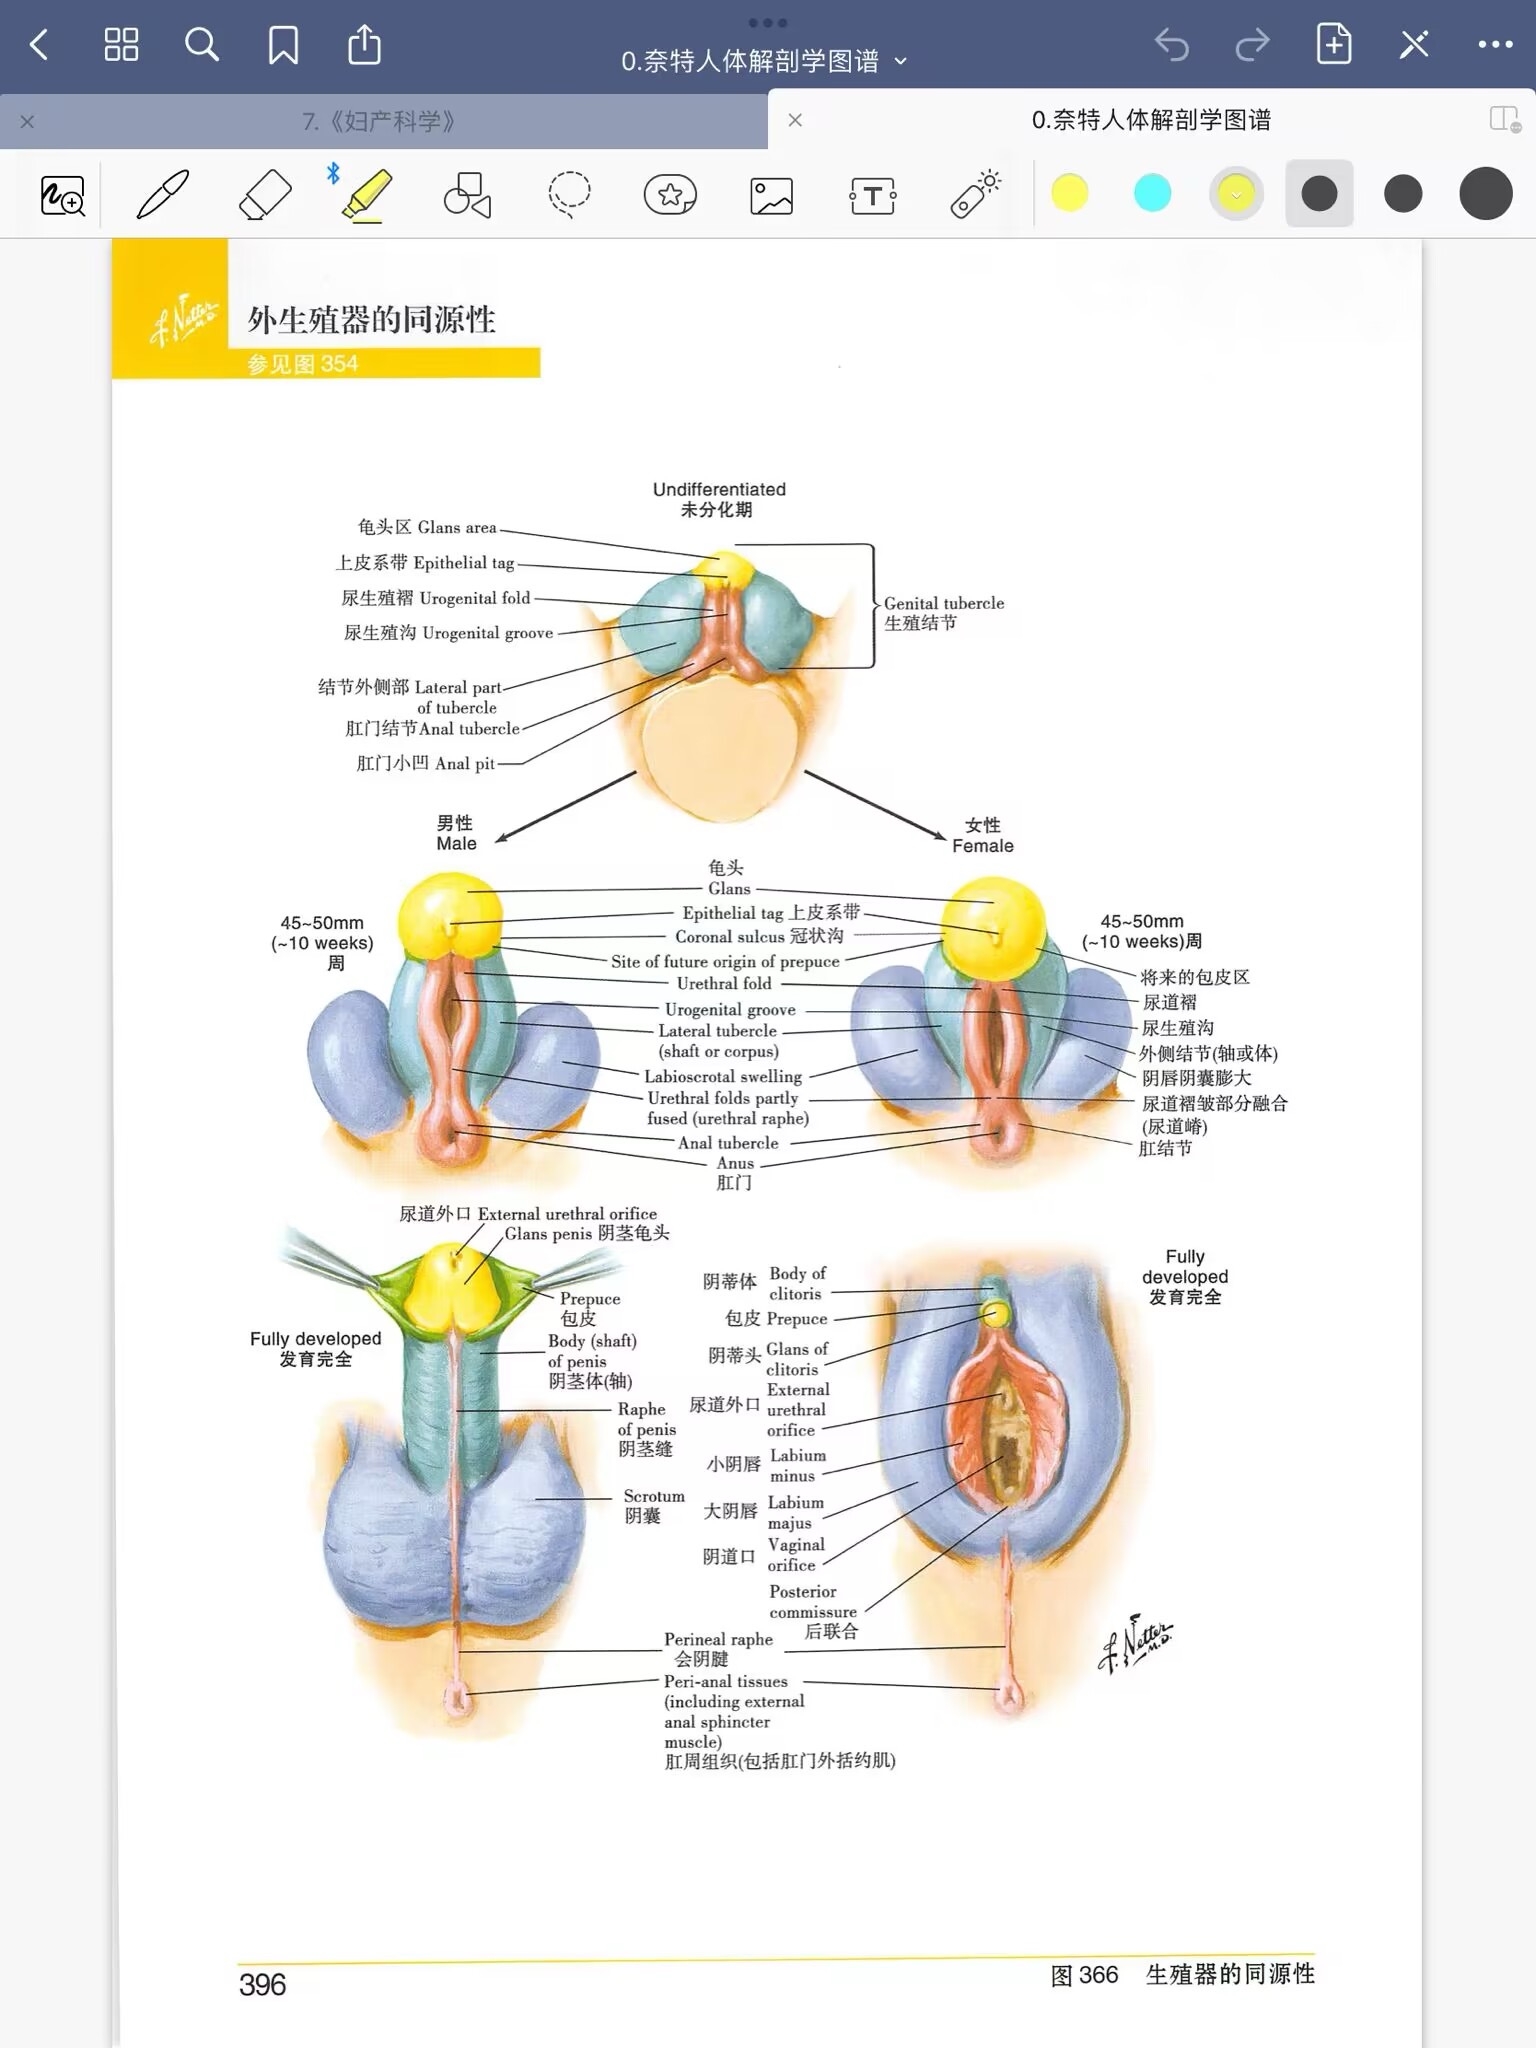 0.奈特人体解剖学图谱
7.《妇产科学》
0.奈特人体解剖学图谱
F. Netter M.D.
外生殖器的同源性
参见图 354
Undifferentiated
未分化期
龟头区 Glans area
上皮系带 Epithelial tag
尿生殖褶 Urogenital fold
尿生殖沟 Urogenital groove
结节外侧部 Lateral part
of tubercle
肛门结节Anal tubercle
肛门小凹 Anal pit
Genital tubercle
生殖结节
男性
Male
女性
Female
45~50mm
(~10 weeks)
周
龟头
Glans
Epithelial tag 上皮系带
Coronal sulcus 冠状沟
Site of future origin of prepuce
Urethral fold
Urogenital groove
Lateral tubercle
(shaft or corpus)
Labioscrotal swelling
Urethral folds partly
fused (urethral raphe)
Anal tubercle
Anus
肛门
45~50mm
(~10 weeks)周
将来的包皮区
尿道褶
尿生殖沟
外侧结节(轴或体)
阴唇阴囊膨大
尿道褶皱部分融合
(尿道嵴)
肛结节
尿道外口 External urethral orifice
Glans penis 阴茎龟头
Prepuce
包皮
Fully developed
发育完全
Body (shaft)
of penis
阴茎体(轴)
Raphe
of penis
阴茎缝
Scrotum
阴囊
阴蒂体 Body of
clitoris
包皮 Prepuce
阴蒂头 Glans of
clitoris
尿道外口 External
urethral
orifice
小阴唇 Labium
minus
大阴唇 Labium
majus
阴道口 Vaginal
orifice
Posterior
commissure
后联合
Fully
developed
发育完全
Perineal raphe
会阴腱
Peri-anal tissues
(including external
anal sphincter
muscle)
肛周组织(包括肛门外括约肌)
F. Netter M.D.
396
图 366 生殖器的同源性